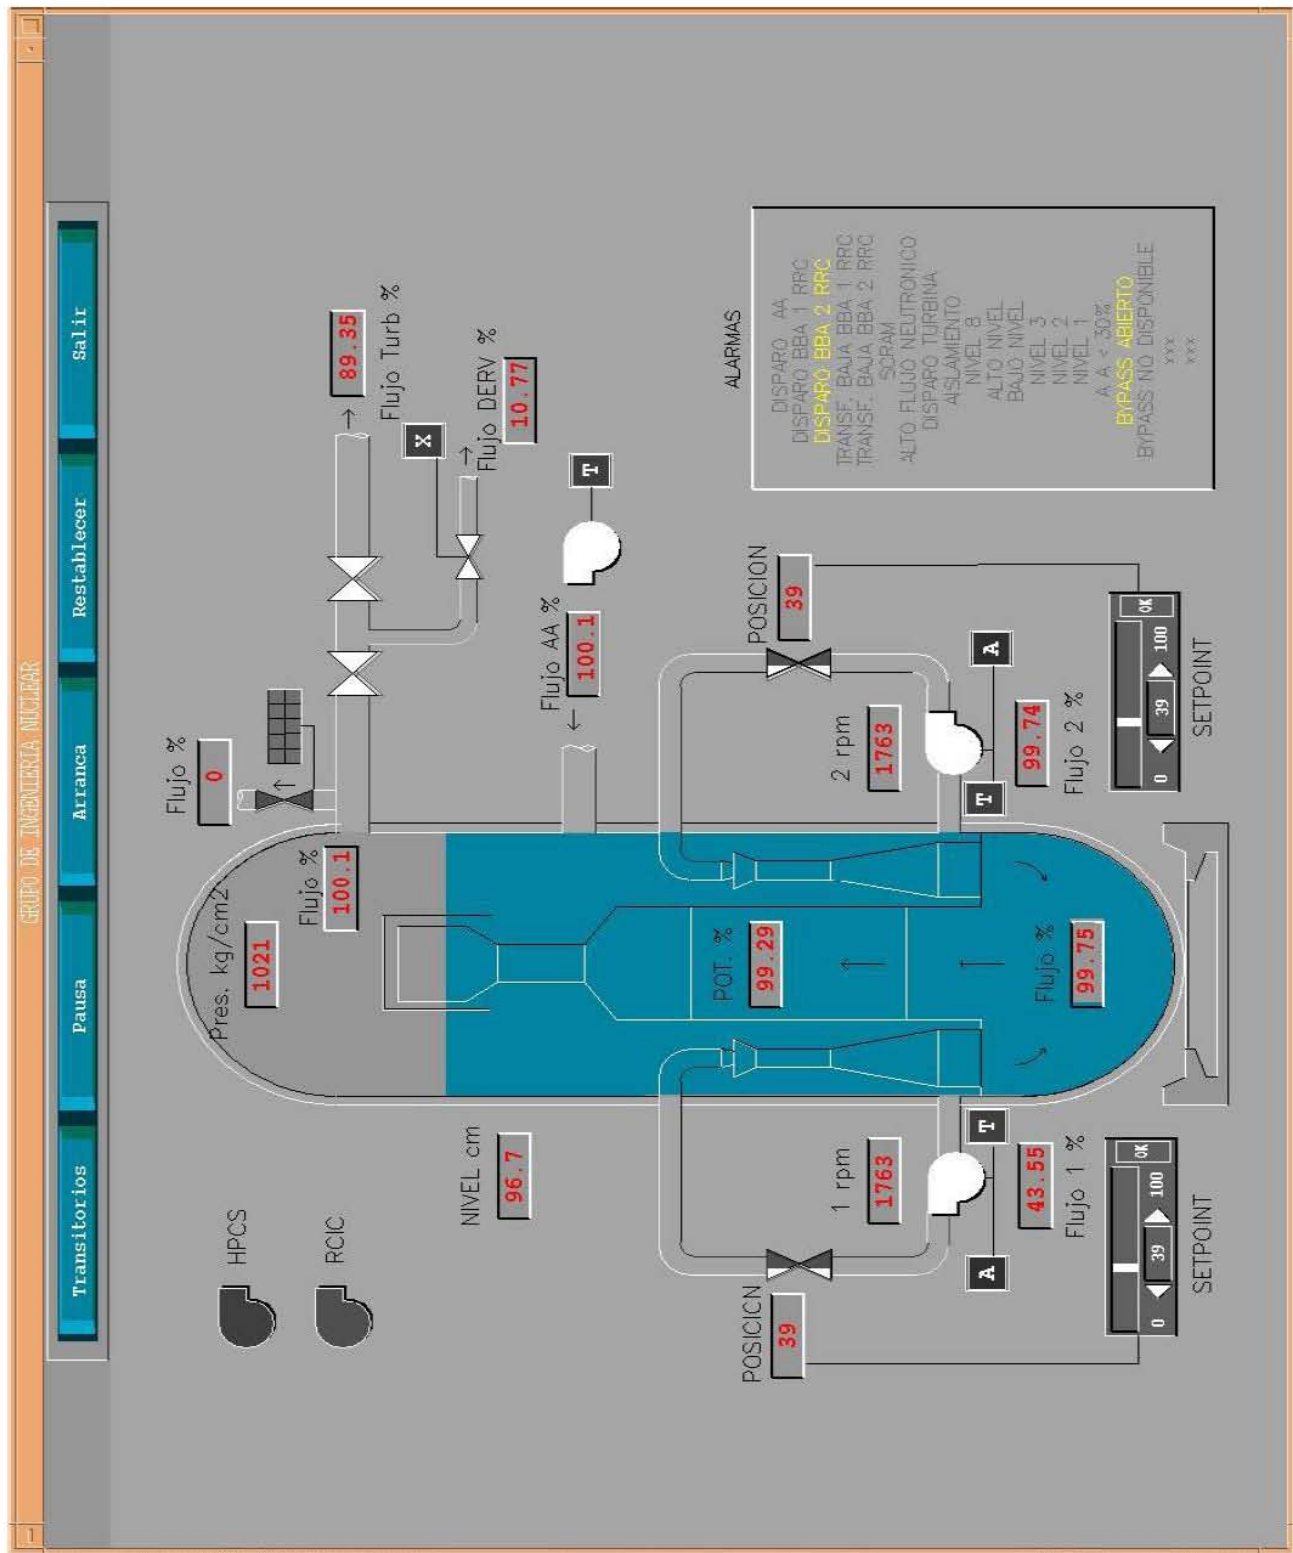 GRUPO DE INGENIERIA NUCLEAR
Transitorios
Pausa
Arranca
Restablecer
Salir
HPCS
RCIC
Pres. kg/cm2
1021
Flujo %
0
Flujo %
100.1
89.35
Flujo Turb %
X
Flujo DERV %
10.77
NIVEL cm
96.7
Flujo AA %
100.1
T
POT. %
99.29
POSICICN
39
POSICION
39
1 rpm
1763
2 rpm
1763
A
T
T
A
43.55
Flujo 1 %
Flujo %
99.75
99.74
Flujo 2 %
0
39
100
OK
SETPOINT
0
39
100
OK
SETPOINT
ALARMAS
DISPARO AA
DISPARO BBA 1 RRC
DISPARO BBA 2 RRC
TRANSF. BAJA BBA 1 RRC
TRANSF. BAJA BBA 2 RRC
SCRAM
ALTO FLUJO NEUTRONICO
DISPARO TURBINA
AISLAMIENTO
NIVEL 8
ALTO NIVEL
BAJO NIVEL
NIVEL 3
NIVEL 2
NIVEL 1
A A < 30%
BYPASS ABIERTO
BYPASS NO DISPONIBLE
xxx
xxx